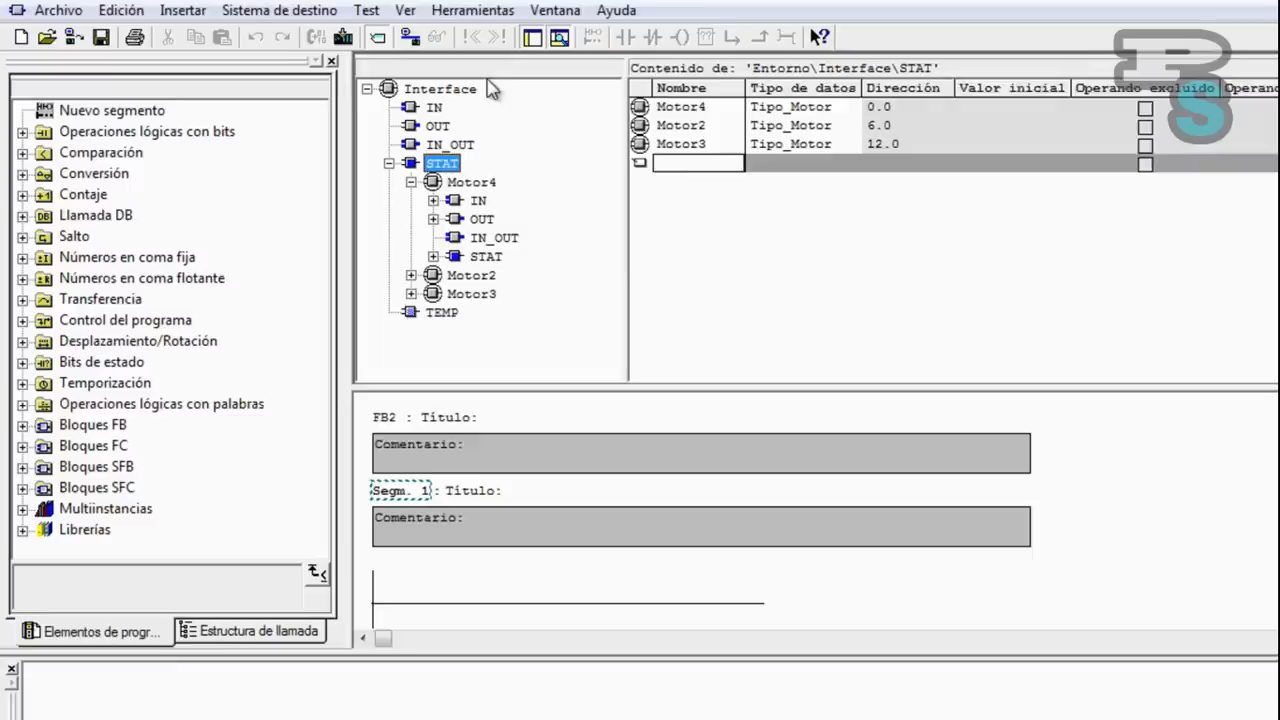 Archivo Edición Insertar Sistema de destino Test Ver Herramientas Ventana Ayuda
Nuevo segmento
Operaciones lógicas con bits
Comparación
Conversión
Contaje
Llamada DB
Salto
Números en coma fija
Números en coma flotante
Transferencia
Control del programa
Desplazamiento/Rotación
Bits de estado
Temporización
Operaciones lógicas con palabras
Bloques FB
Bloques FC
Bloques SFB
Bloques SFC
Multiinstancias
Librerías
Elementos de progr... Estructura de llamada
Interface
IN
OUT
IN_OUT
STAT
Motor4
IN
OUT
IN_OUT
STAT
Motor2
Motor3
TEMP
Contenido de: 'Entorno\Interface\STAT'
Nombre Tipo de datos Dirección Valor inicial Operando excluido Operan
Motor4 Tipo_Motor 0.0
Motor2 Tipo_Motor 6.0
Motor3 Tipo_Motor 12.0
FB2 : Título:
Comentario:
Segm. 1: Título:
Comentario:
PS